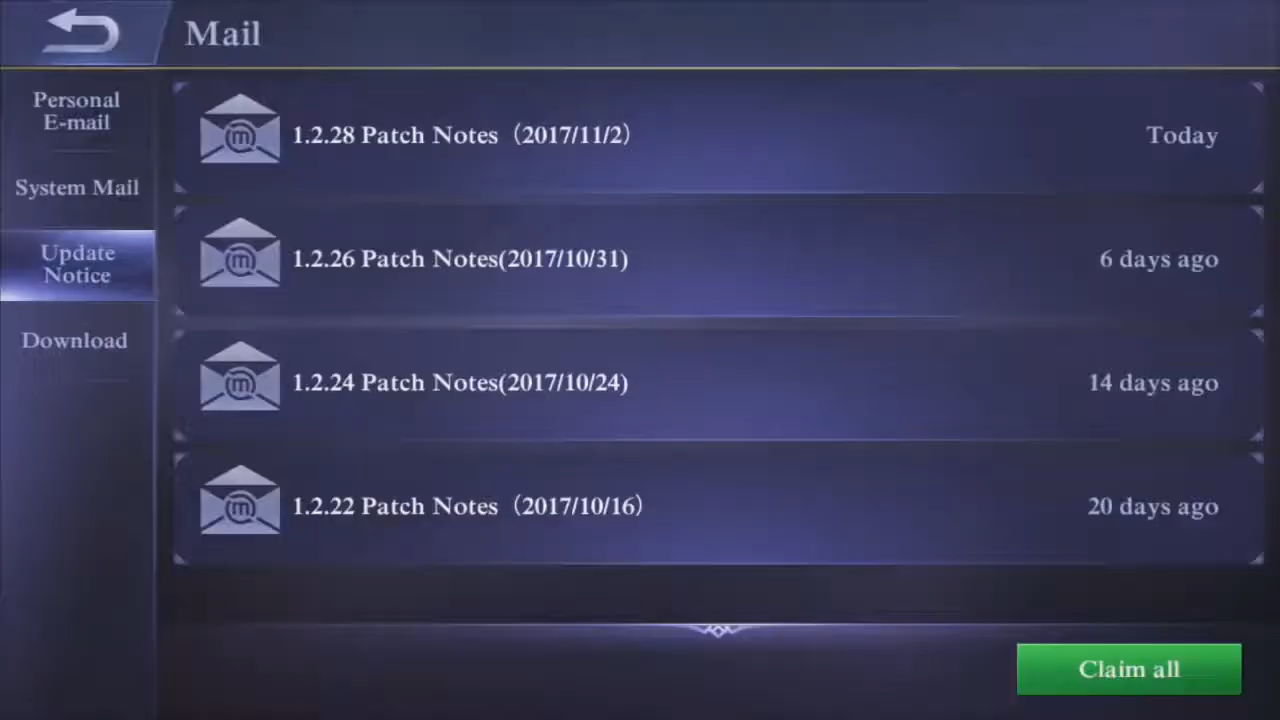 Mail
Personal
E-mail
System Mail
Update
Notice
Download
1.2.28 Patch Notes（2017/11/2）
Today
1.2.26 Patch Notes(2017/10/31)
6 days ago
1.2.24 Patch Notes(2017/10/24)
14 days ago
1.2.22 Patch Notes（2017/10/16）
20 days ago
Claim all